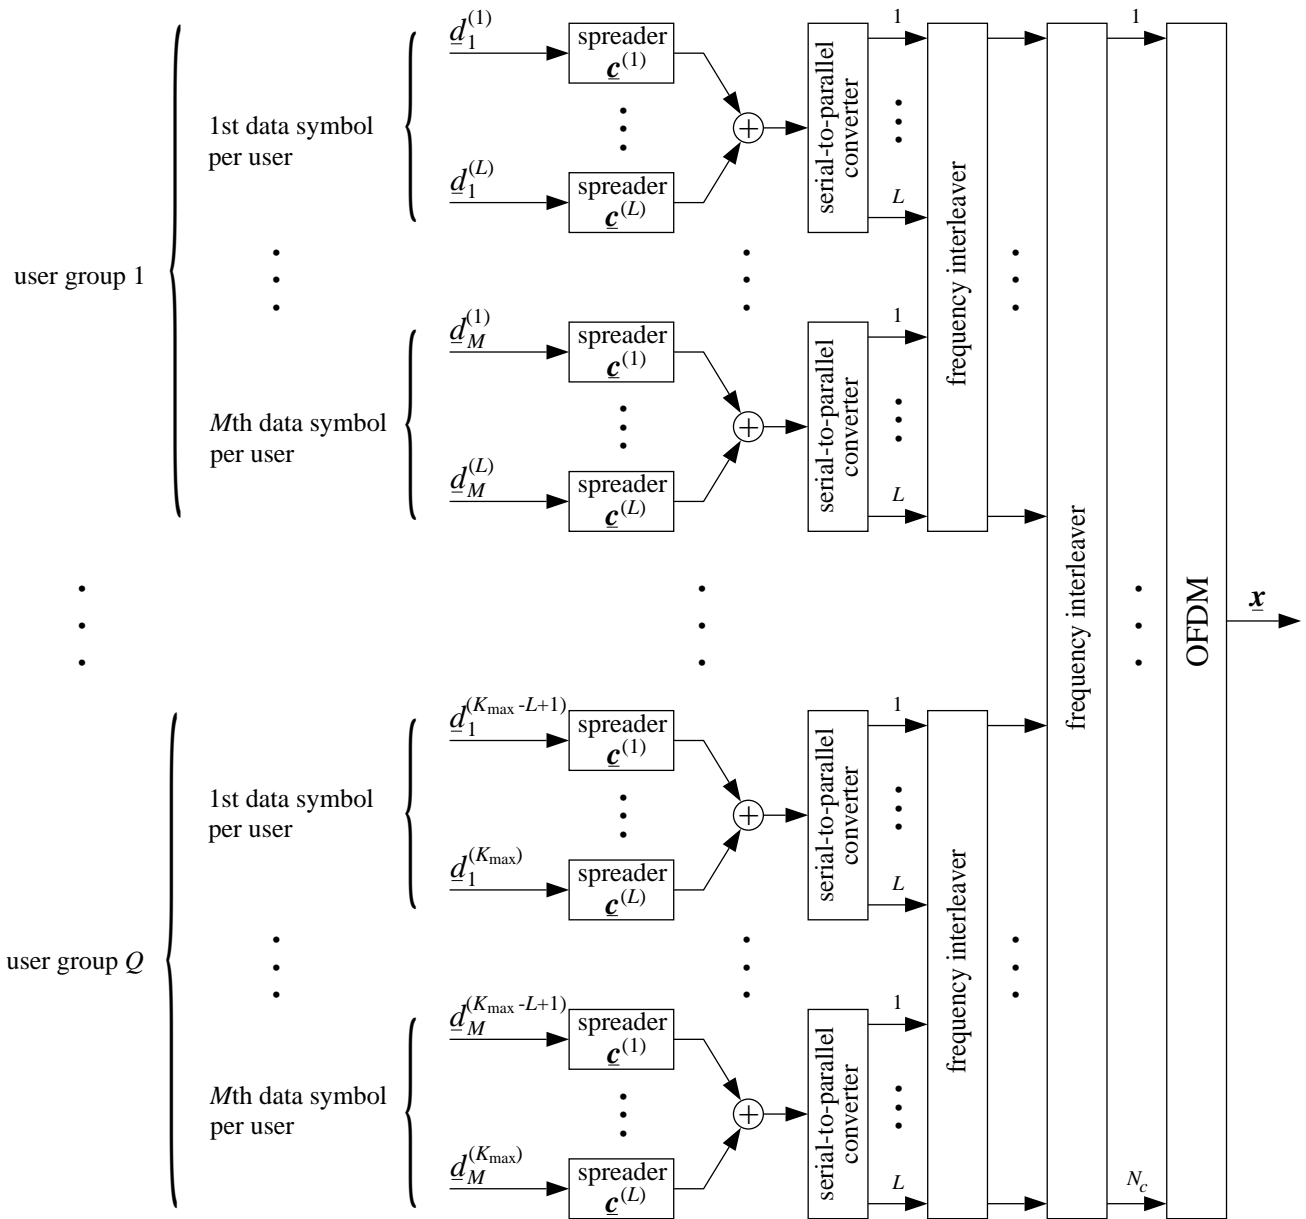 d_1^(1)
spreader
c^(1)
1st data symbol
per user
d_1^(L)
spreader
c^(L)
+
serial-to-parallel
converter
1
L
user group 1
d_M^(1)
spreader
c^(1)
Mth data symbol
per user
d_M^(L)
spreader
c^(L)
+
serial-to-parallel
converter
1
L
frequency interleaver
d_1^(K_max -L+1)
spreader
c^(1)
1st data symbol
per user
d_1^(K_max)
spreader
c^(L)
+
serial-to-parallel
converter
1
L
user group Q
d_M^(K_max -L+1)
spreader
c^(1)
Mth data symbol
per user
d_M^(K_max)
spreader
c^(L)
+
serial-to-parallel
converter
1
L
frequency interleaver
frequency interleaver
1
N_c
OFDM
x